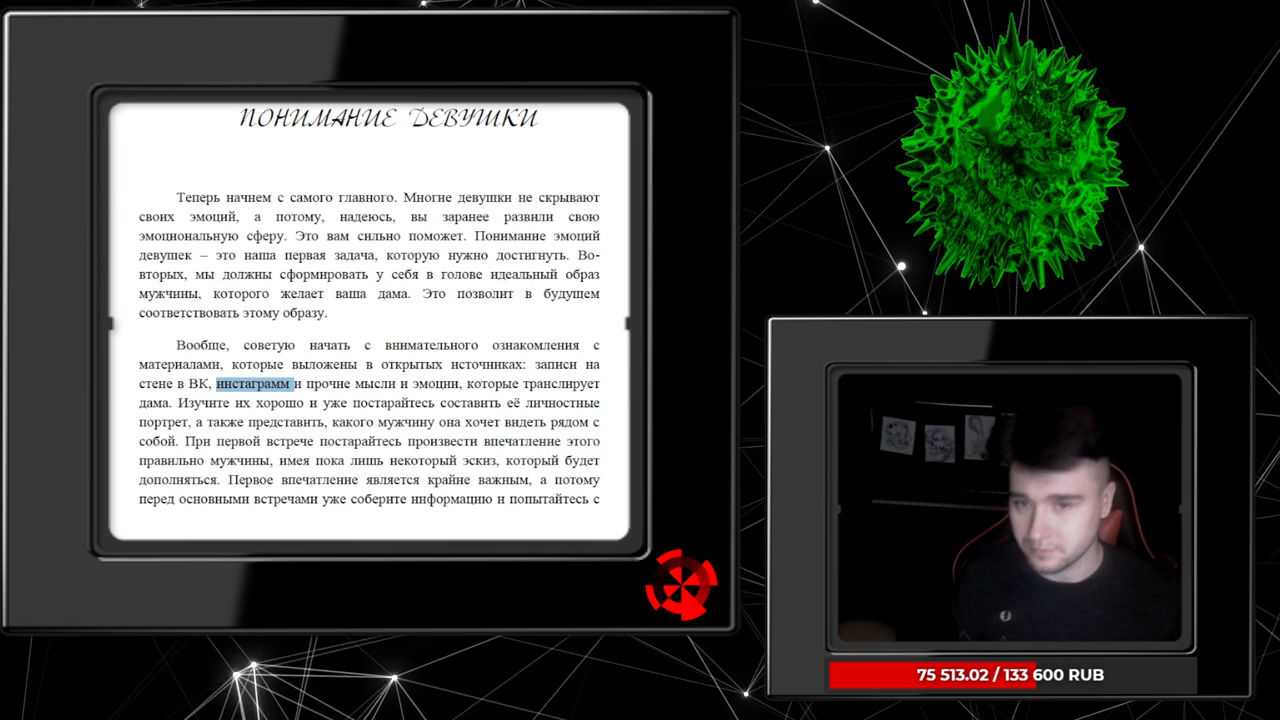 ПОНИМАНИЕ ДЕВУШКИ
Теперь начнем с самого главного. Многие девушки не скрывают
своих эмоций, а потому, надеюсь, вы заранее развили свою
эмоциональную сферу. Это вам сильно поможет. Понимание эмоций
девушек – это наша первая задача, которую нужно достигнуть. Во-
вторых, мы должны сформировать у себя в голове идеальный образ
мужчины, которого желает ваша дама. Это позволит в будущем
соответствовать этому образу.
Вообще, советую начать с внимательного ознакомления с
материалами, которые выложены в открытых источниках: записи на
стене в ВК, инстаграмм и прочие мысли и эмоции, которые транслирует
дама. Изучите их хорошо и уже постарайтесь составить её личностные
портрет, а также представить, какого мужчину она хочет видеть рядом с
собой. При первой встрече постарайтесь произвести впечатление этого
правильно мужчины, имея пока лишь некоторый эскиз, который будет
дополняться. Первое впечатление является крайне важным, а потому
перед основными встречами уже соберите информацию и попытайтесь с
75 513.02 / 133 600 RUB